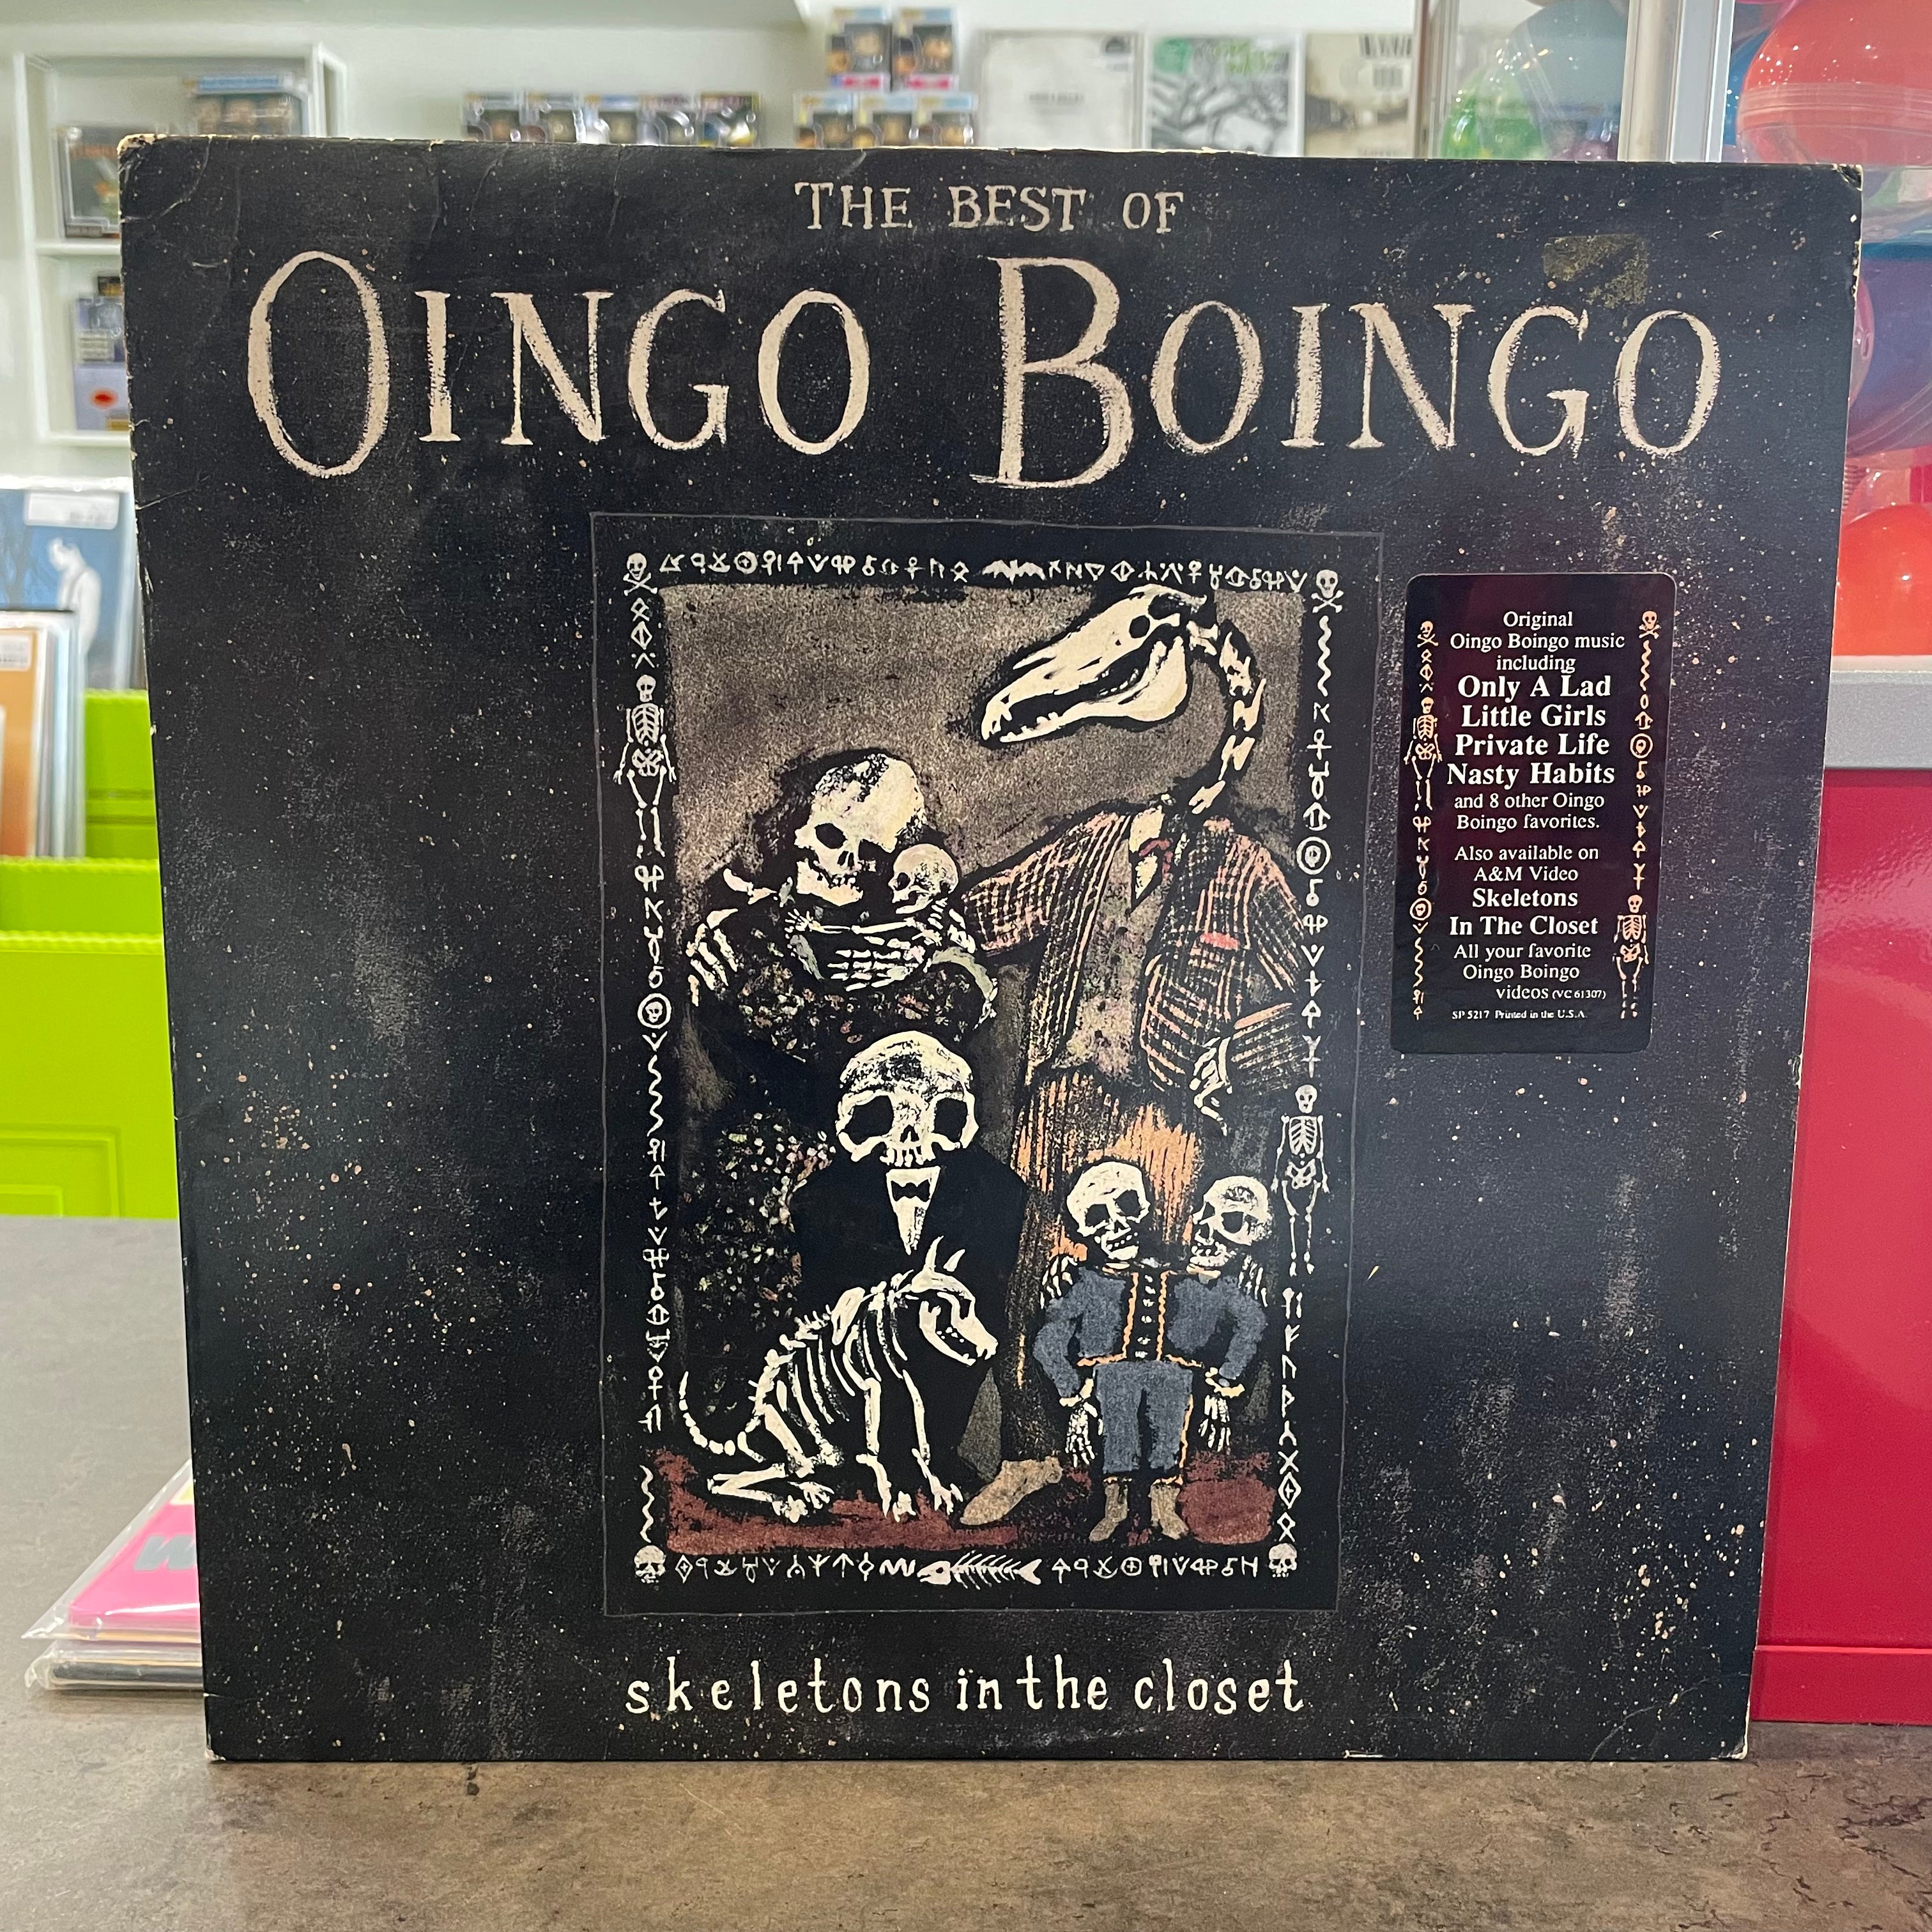 THE BEST OF
OINGO BOINGO
Original
Oingo Boingo music
including
Only A Lad
Little Girls
Private Life
Nasty Habits
and 8 other Oingo
Boingo favorites.
Also available on
A&M Video
Skeletons
In The Closet
All your favorite
Oingo Boingo
videos (VC 61307)
SP 5217 Printed in the U.S.A.
skeletons in the closet